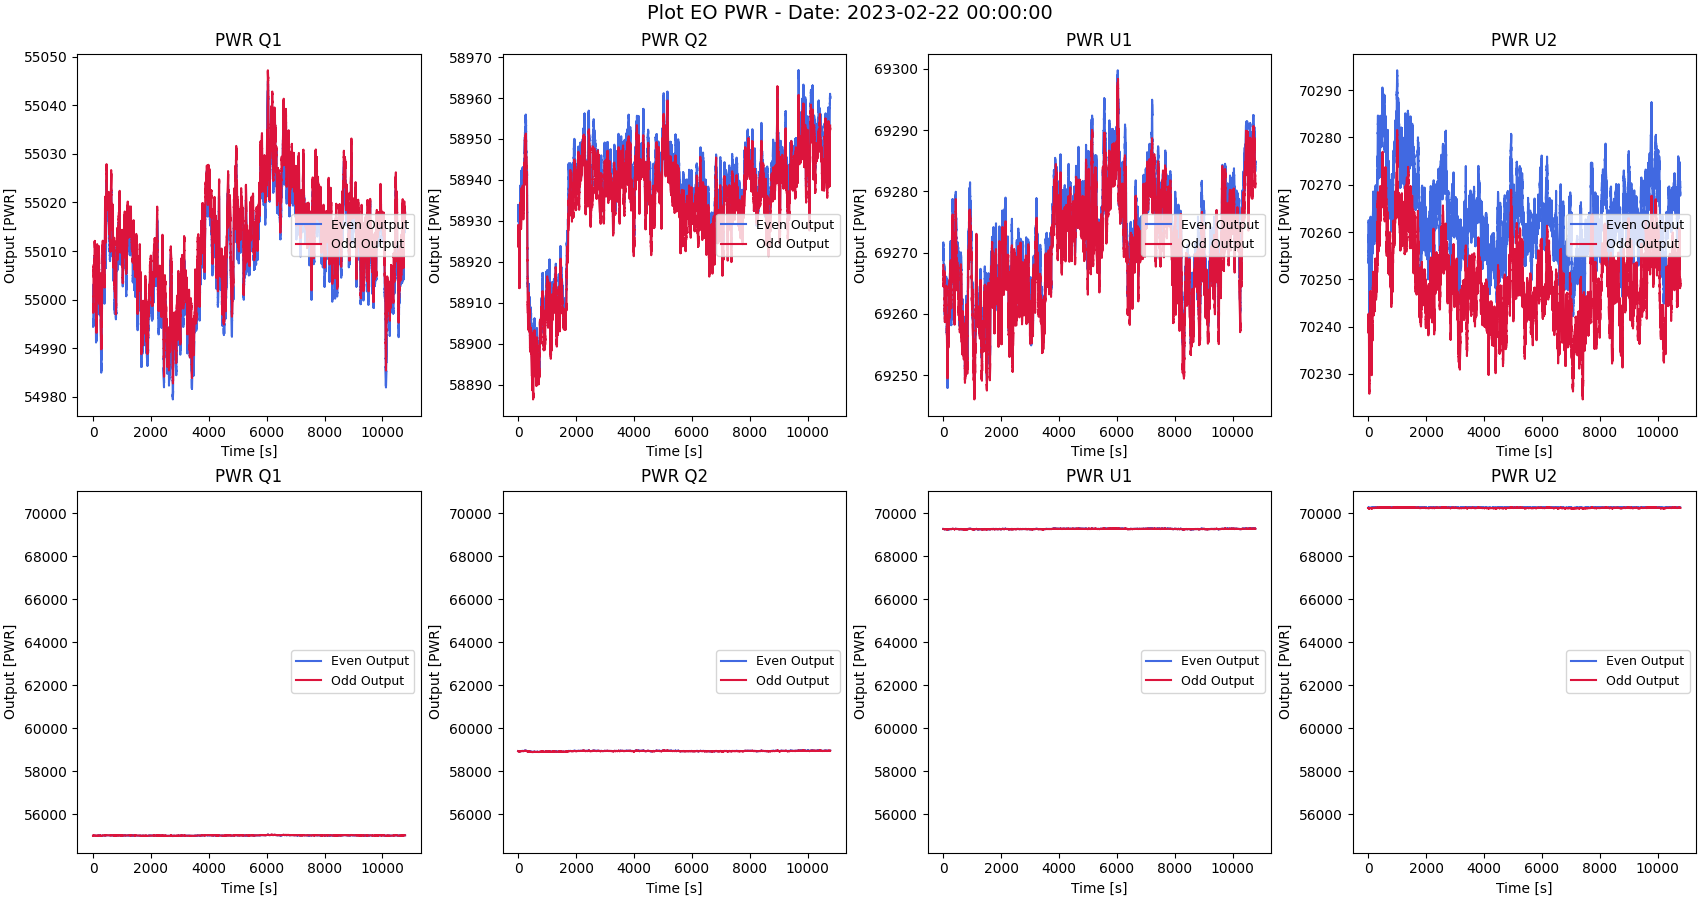 Plot EO PWR - Date: 2023-02-22 00:00:00
PWR Q1
PWR Q2
PWR U1
PWR U2
Output [PWR]
55050
55040
55030
55020
55010
55000
54990
54980
0 2000 4000 6000 8000 10000
Time [s]
Even Output
Odd Output
Output [PWR]
58970
58960
58950
58940
58930
58920
58910
58900
58890
0 2000 4000 6000 8000 10000
Time [s]
Even Output
Odd Output
Output [PWR]
69300
69290
69280
69270
69260
69250
0 2000 4000 6000 8000 10000
Time [s]
Even Output
Odd Output
Output [PWR]
70290
70280
70270
70260
70250
70240
70230
0 2000 4000 6000 8000 10000
Time [s]
Even Output
Odd Output
PWR Q1
PWR Q2
PWR U1
PWR U2
Output [PWR]
70000
68000
66000
64000
62000
60000
58000
56000
0 2000 4000 6000 8000 10000
Time [s]
Even Output
Odd Output
Output [PWR]
70000
68000
66000
64000
62000
60000
58000
56000
0 2000 4000 6000 8000 10000
Time [s]
Even Output
Odd Output
Output [PWR]
70000
68000
66000
64000
62000
60000
58000
56000
0 2000 4000 6000 8000 10000
Time [s]
Even Output
Odd Output
Output [PWR]
70000
68000
66000
64000
62000
60000
58000
56000
0 2000 4000 6000 8000 10000
Time [s]
Even Output
Odd Output